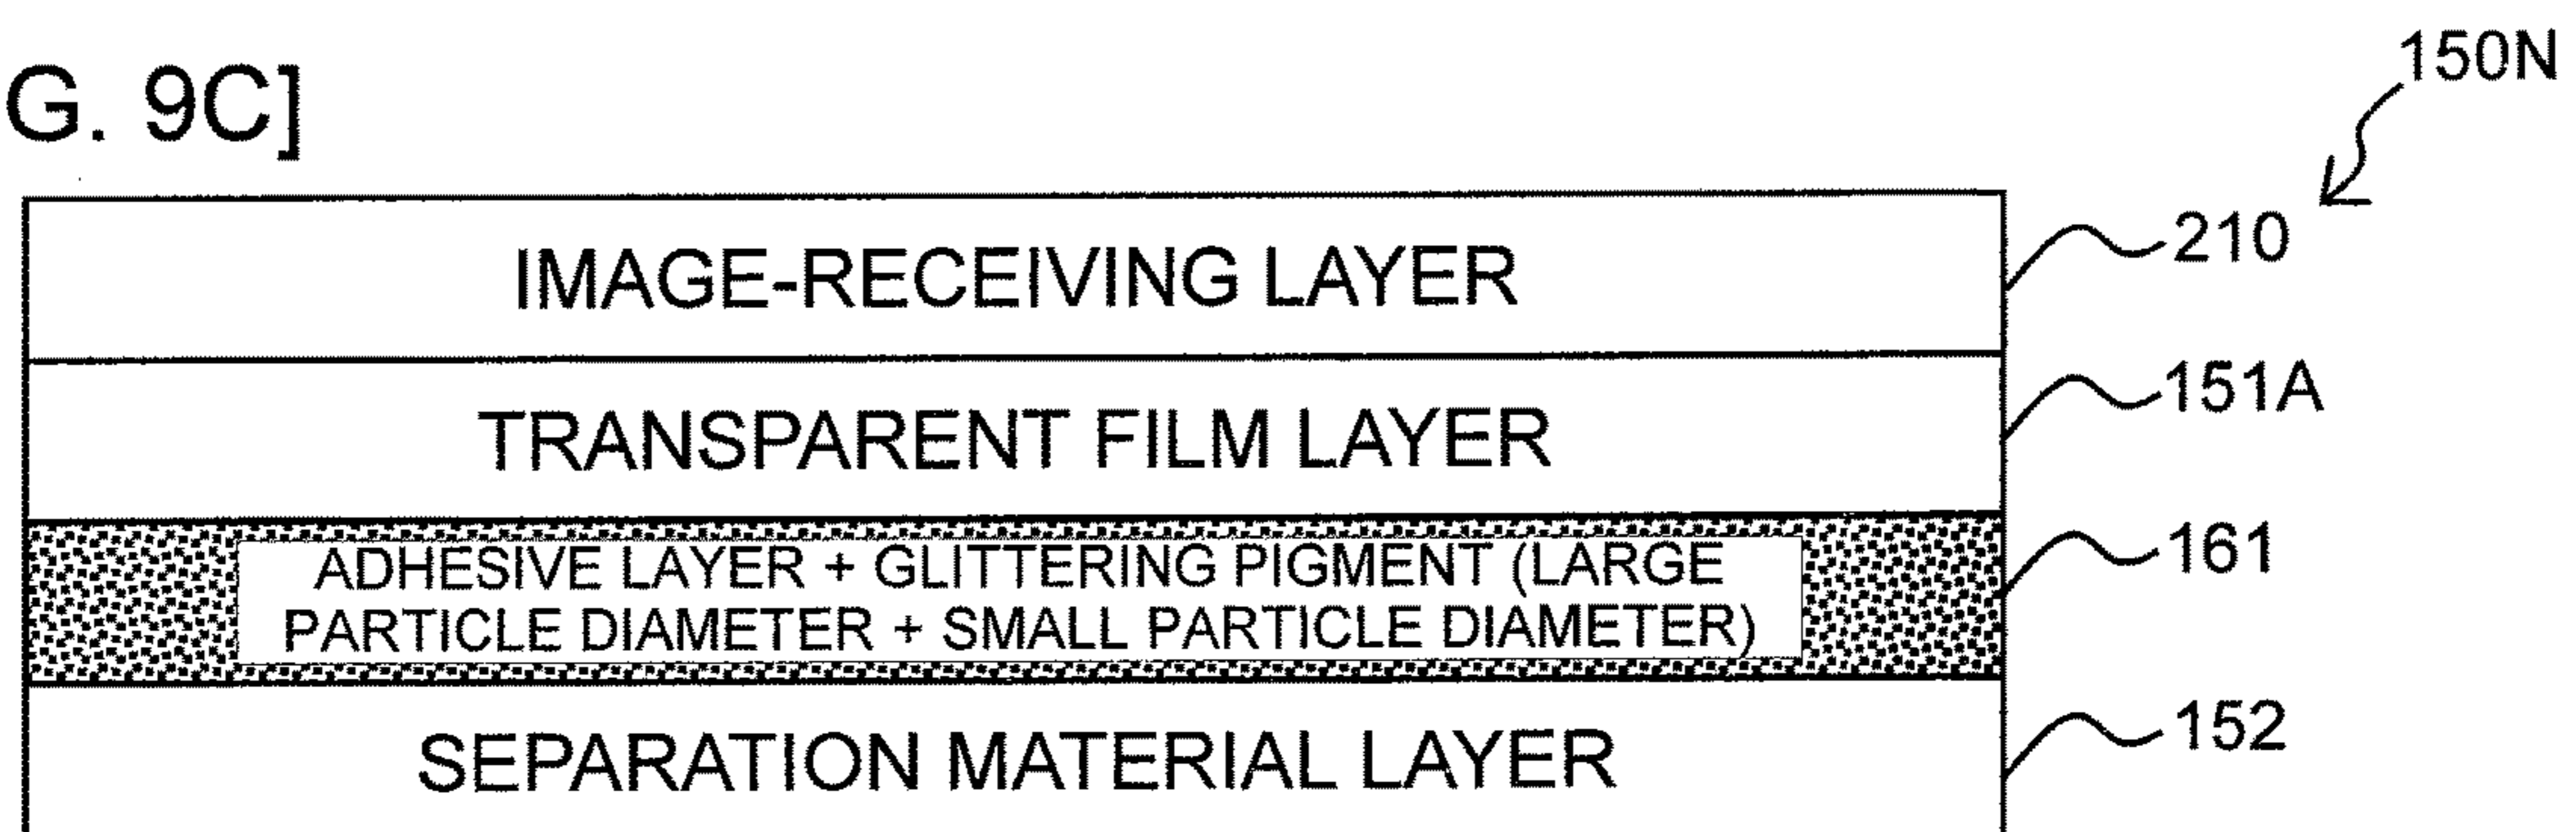 G. 9C]
150N
IMAGE-RECEIVING LAYER
210
TRANSPARENT FILM LAYER
151A
ADHESIVE LAYER + GLITTERING PIGMENT (LARGE
PARTICLE DIAMETER + SMALL PARTICLE DIAMETER)
161
SEPARATION MATERIAL LAYER
152